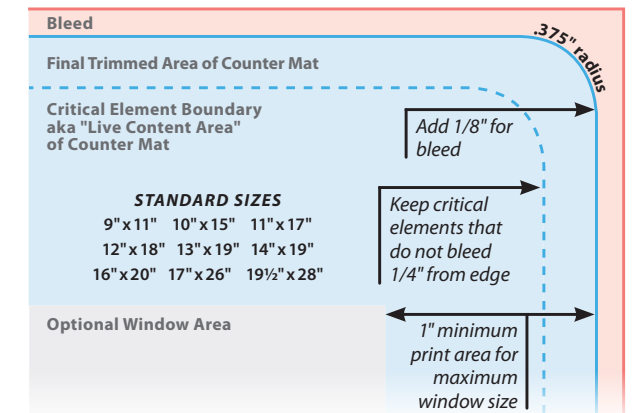 Bleed
.375" radius
Final Trimmed Area of Counter Mat
Critical Element Boundary
aka "Live Content Area"
of Counter Mat
Add 1/8" for
bleed
STANDARD SIZES
9"x11" 10"x15" 11"x17"
12"x18" 13"x19" 14"x19"
16"x20" 17"x26" 19½"x28"
Keep critical
elements that
do not bleed
1/4" from edge
Optional Window Area
1" minimum
print area for
maximum
window size